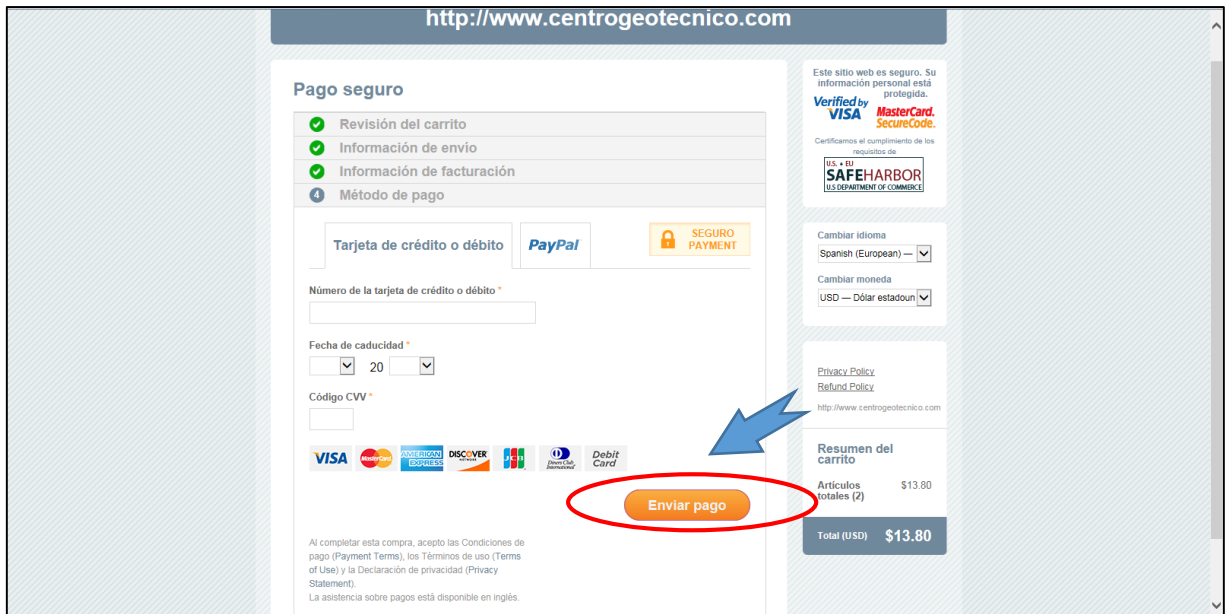 http://www.centrogeotecnico.com
Pago seguro
Revisión del carrito
Información de envío
Información de facturación
4 Método de pago
Tarjeta de crédito o débito
PayPal
SEGURO
PAYMENT
Número de la tarjeta de crédito o débito *
Fecha de caducidad *
20
Código CVV *
VISA
MasterCard
AMERICAN
EXPRESS
DISCOVER
NETWORK
JCB
Diners Club
International
Debit
Card
Enviar pago
Al completar esta compra, acepto las Condiciones de
pago (Payment Terms), los Términos de uso (Terms
of Use) y la Declaración de privacidad (Privacy
Statement).
La asistencia sobre pagos está disponible en inglés.
Este sitio web es seguro. Su
información personal está
protegida.
Verified by
VISA
MasterCard.
SecureCode.
Certificamos el cumplimiento de los
requisitos de
U.S. • EU
SAFEHARBOR
U.S DEPARTMENT OF COMMERCE
Cambiar idioma
Spanish (European) —
Cambiar moneda
USD — Dólar estadoun
Privacy Policy
Refund Policy
http://www.centrogeotecnico.com
Resumen del
carrito
Artículos
totales (2)
$13.80
Total (USD) $13.80